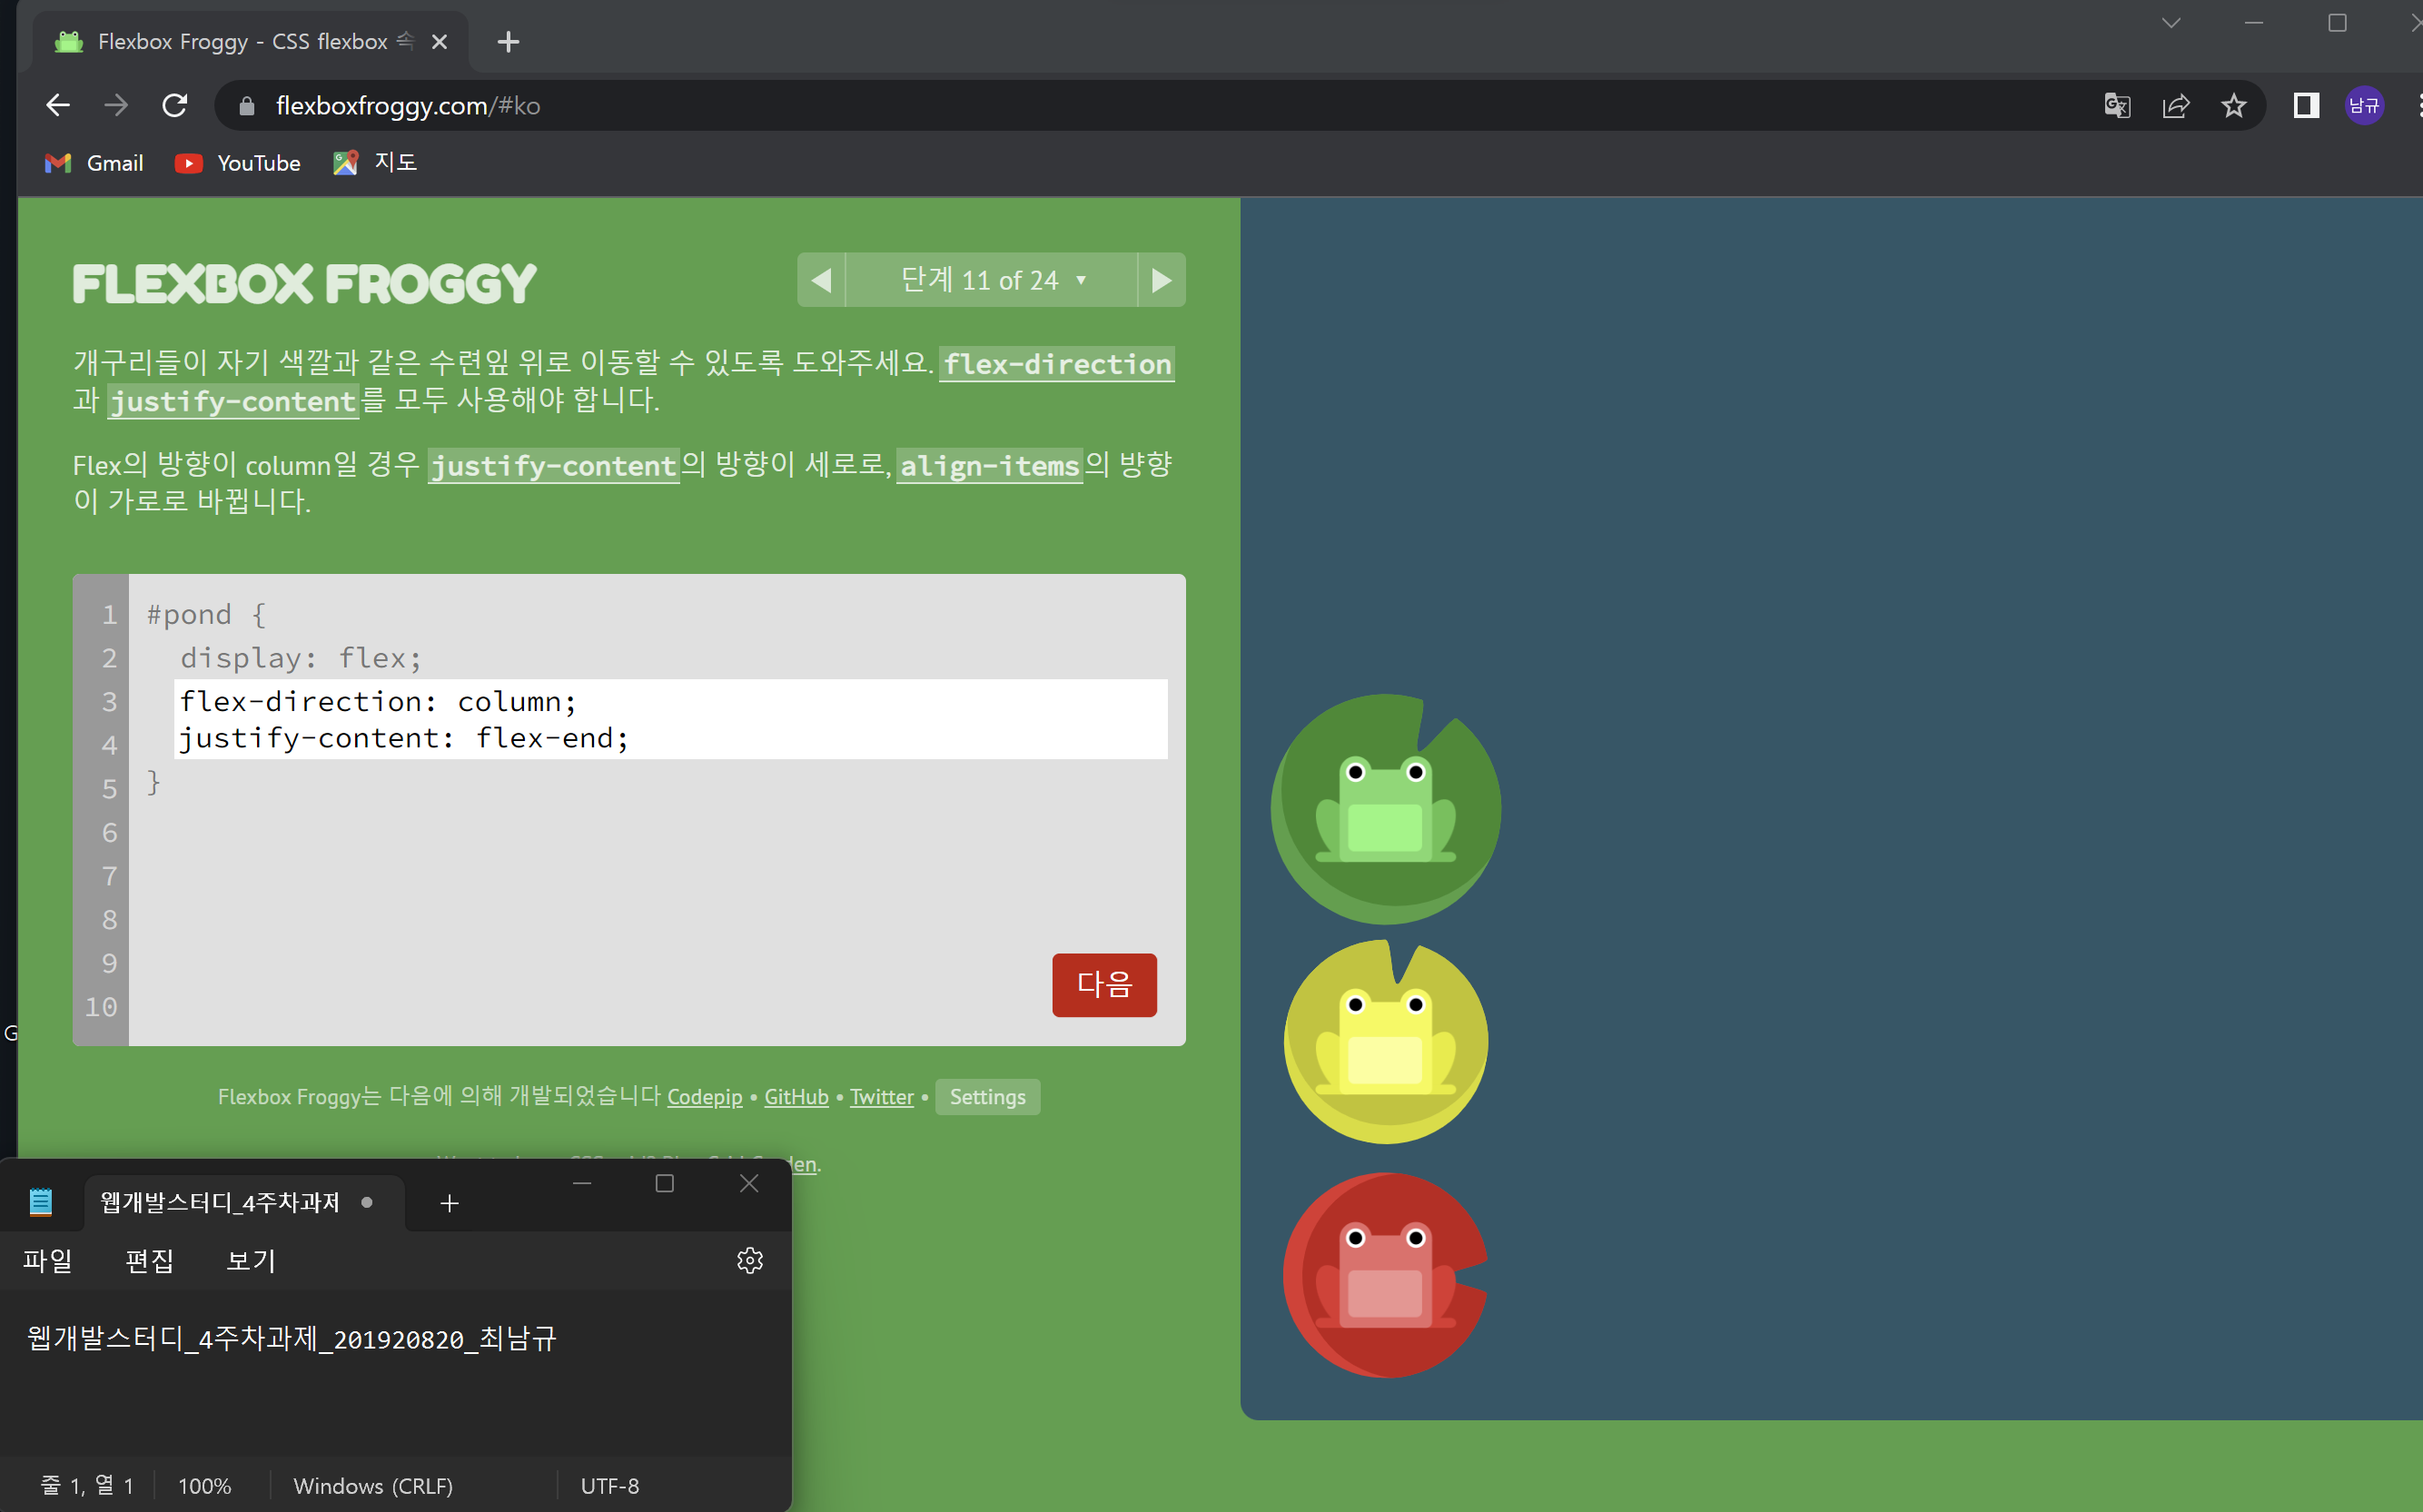 Flexbox Froggy - CSS flexbox 속
flexboxfroggy.com/#ko
남규
Gmail
YouTube
지도
FLEXBOX FROGGY
단계 11 of 24 ▼
개구리들이 자기 색깔과 같은 수련잎 위로 이동할 수 있도록 도와주세요. flex-direction
과 justify-content를 모두 사용해야 합니다.
Flex의 방향이 column일 경우 justify-content의 방향이 세로로, align-items의 뱡향
이 가로로 바뀝니다.
1 #pond {
2 display: flex;
3 flex-direction: column;
4 justify-content: flex-end;
5 }
6
7
8
9
10
다음
G
Flexbox Froggy는 다음에 의해 개발되었습니다 Codepip • GitHub • Twitter • Settings
den.
웹개발스터디_4주차과저 ●
파일 편집 보기
웹개발스터디_4주차과제_201920820_최남규
줄 1, 열 1
100%
Windows (CRLF)
UTF-8